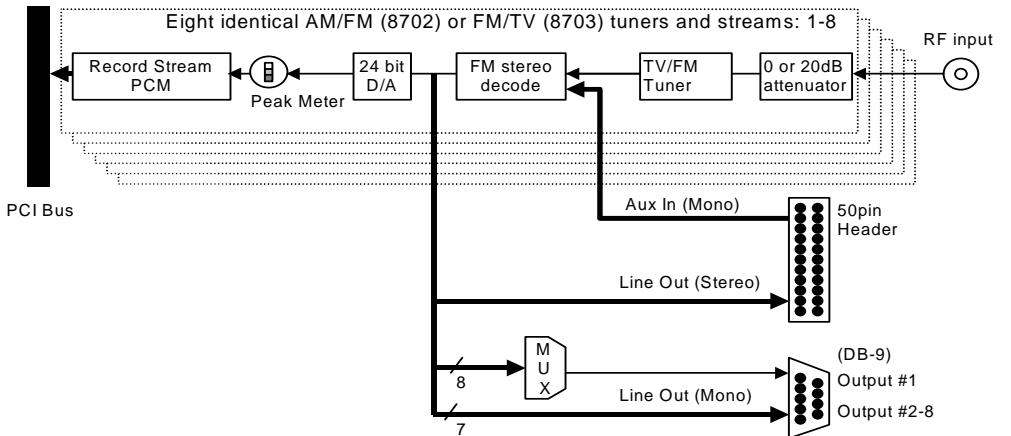 Eight identical AM/FM (8702) or FM/TV (8703) tuners and streams: 1-8
RF input
Record Stream
PCM
Peak Meter
24 bit
D/A
FM stereo
decode
TV/FM
Tuner
0 or 20dB
attenuator
PCI Bus
Aux In (Mono)
50pin
Header
Line Out (Stereo)
M
U
X
8
(DB-9)
Output #1
Line Out (Mono)
Output #2-8
7